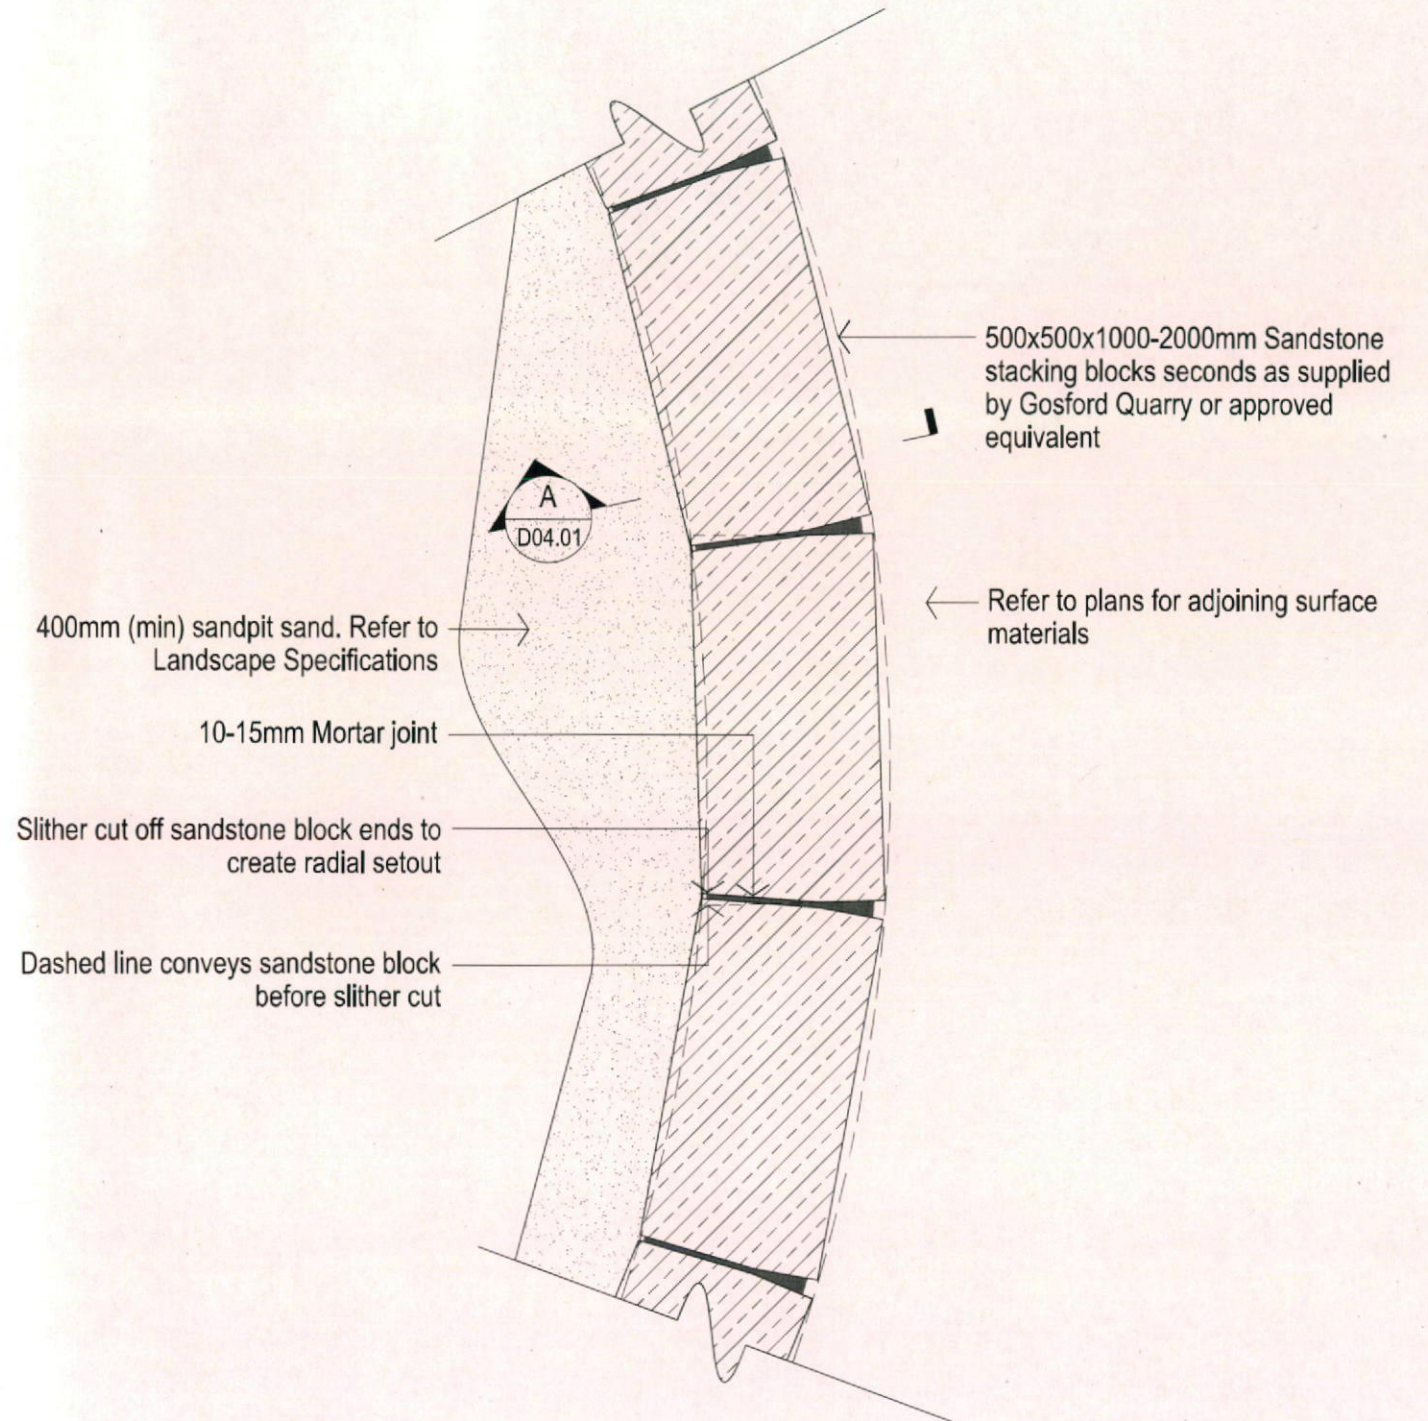 500x500x1000-2000mm Sandstone
stacking blocks seconds as supplied
by Gosford Quarry or approved
equivalent
A
D04.01
Refer to plans for adjoining surface
materials
400mm (min) sandpit sand. Refer to
Landscape Specifications
10-15mm Mortar joint
Slither cut off sandstone block ends to
create radial setout
Dashed line conveys sandstone block
before slither cut